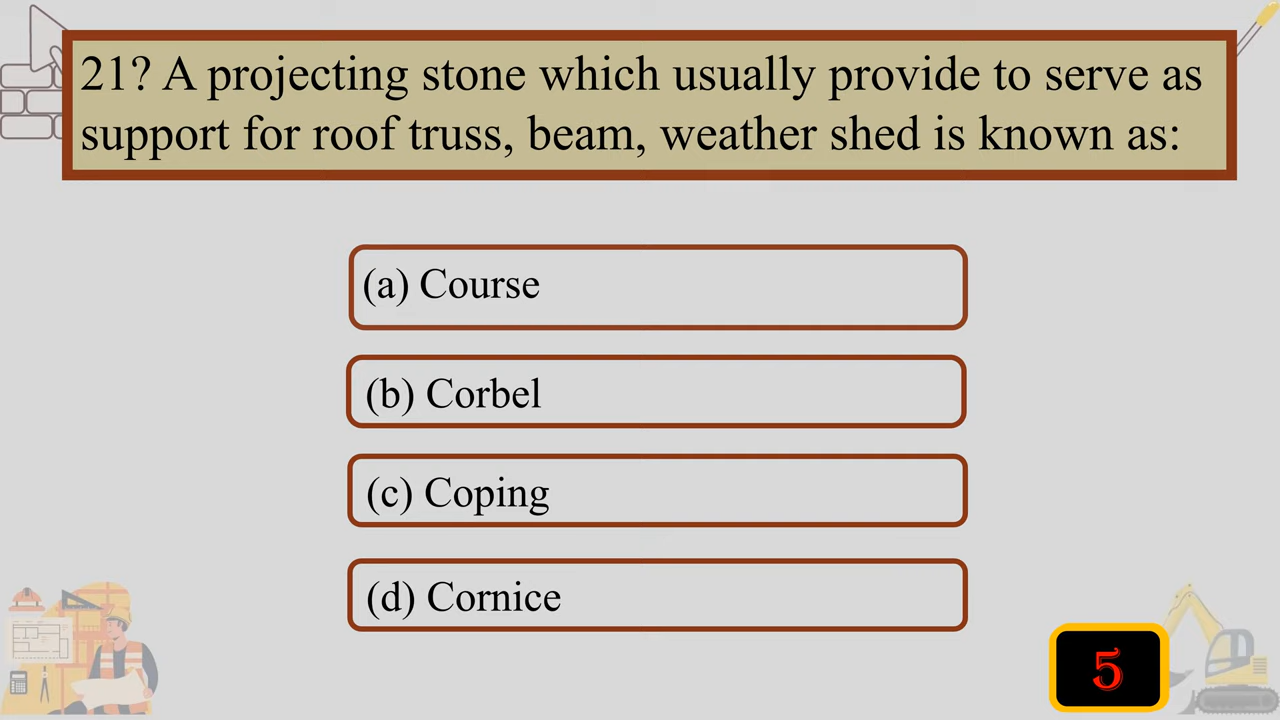 21? A projecting stone which usually provide to serve as
support for roof truss, beam, weather shed is known as:
(a) Course
(b) Corbel
(c) Coping
(d) Cornice
5